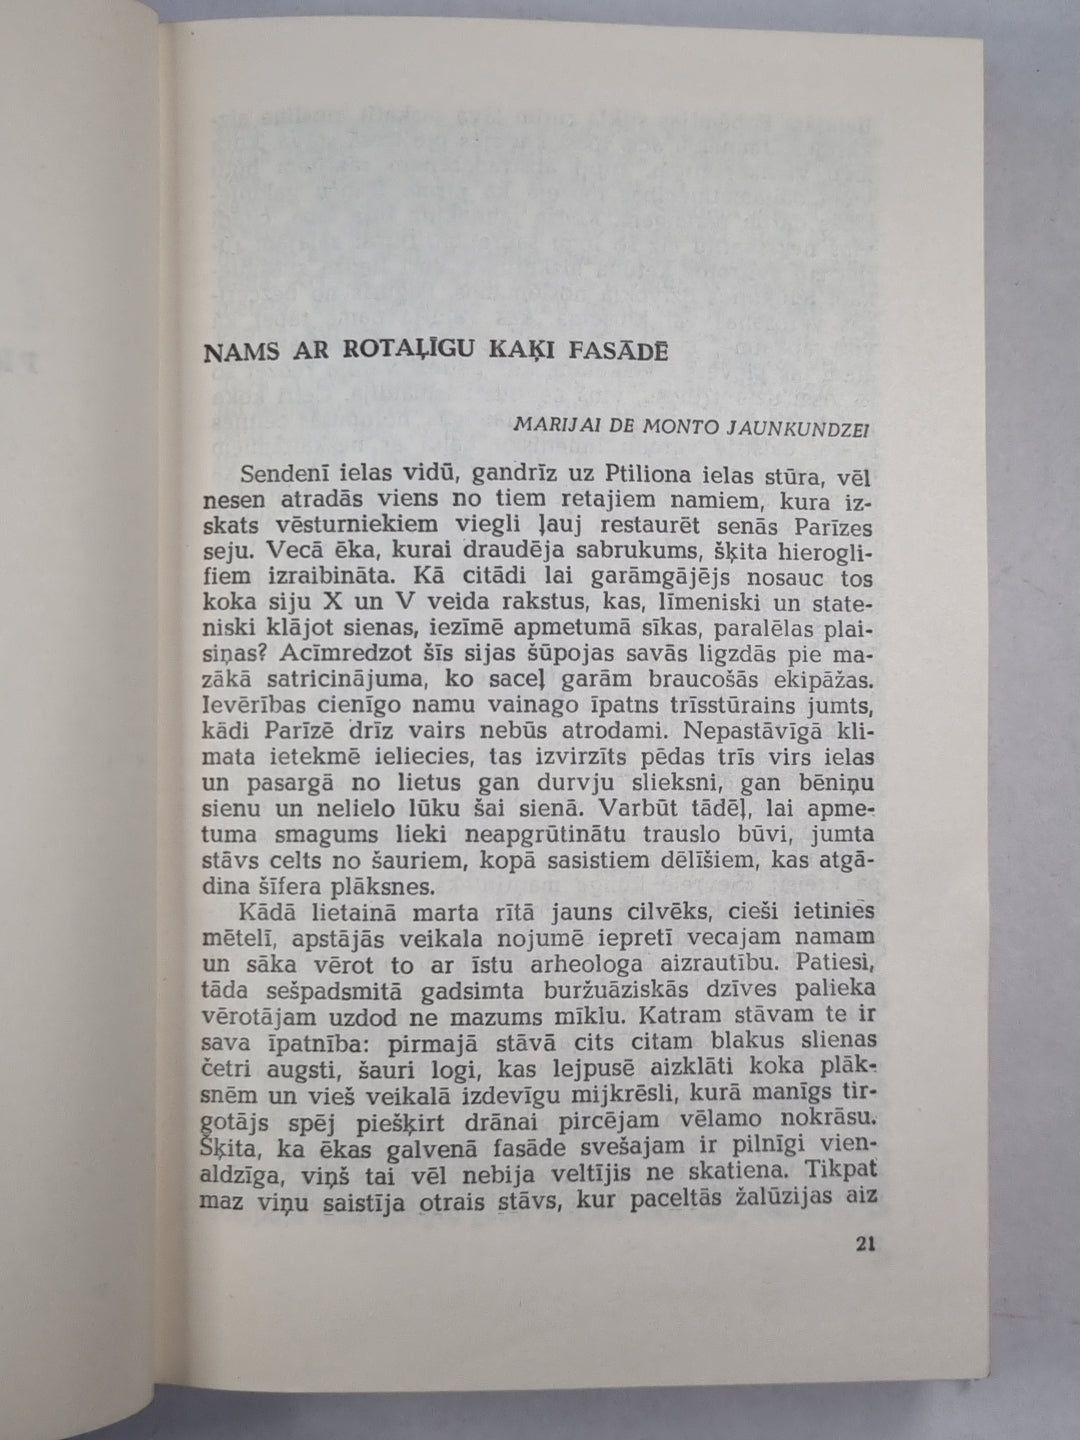 NAMS AR ROTAĻĪGU KAĶI FASĀDĒ
MARIJAI DE MONTO JAUNKUNDZEI
Sendenī ielas vidū, gandrīz uz Ptiliona ielas stūra, vēl
nesen atradās viens no tiem retajiem namiem, kura iz-
skats vēsturniekiem viegli ļauj restaurēt senās Parīzes
seju. Vecā ēka, kurai draudēja sabrukums, šķita hierogli-
fiem izraibināta. Kā citādi lai garāmgājējs nosauc tos
koka siju X un V veida rakstus, kas, līmeniski un state-
niski klājot sienas, iezīmē apmetumā sīkas, paralēlas plai-
siņas? Acīmredzot šīs sijas šūpojas savās ligzdās pie ma-
zākā satricinājuma, ko saceļ garām braucošās ekipāžas.
Ievērības cienīgo namu vainago īpatns trīsstūrains jumts,
kādi Parīzē drīz vairs nebūs atrodami. Nepastāvīgā kli-
mata ietekmē ieliecies, tas izvirzīts pēdas trīs virs ielas
un pasargā no lietus gan durvju slieksni, gan bēniņu
sienu un nelielo lūku šai sienā. Varbūt tādēļ, lai apme-
tuma smagums lieki neapgrūtinātu trauslo būvi, jumta
stāvs celts no šauriem, kopā sasistiem dēlīšiem, kas atgā-
dina šīfera plāksnes.
Kādā lietainā marta rītā jauns cilvēks, cieši ietinies
mētelī, apstājās veikala nojumē iepretī vecajam namam
un sāka vērot to ar īstu arheologa aizrautību. Patiesi,
tāda sešpadsmitā gadsimta buržuāziskās dzīves palieka
vērotājam uzdod ne mazums mīklu. Katram stāvam te ir
sava īpatnība: pirmajā stāvā cits citam blakus slienas
četri augsti, šauri logi, kas lejpusē aizklāti koka plāk-
snēm un vieš veikalā izdevīgu mijkrēsli, kurā manīgs tir-
gotājs spēj piešķirt drānai pircējam vēlamo nokrāsu.
Šķita, ka ēkas galvenā fasāde svešajam ir pilnīgi vien-
aldzīga, viņš tai vēl nebija veltījis ne skatiena. Tikpat
maz viņu saistīja otrais stāvs, kur paceltās žalūzijas aiz
21